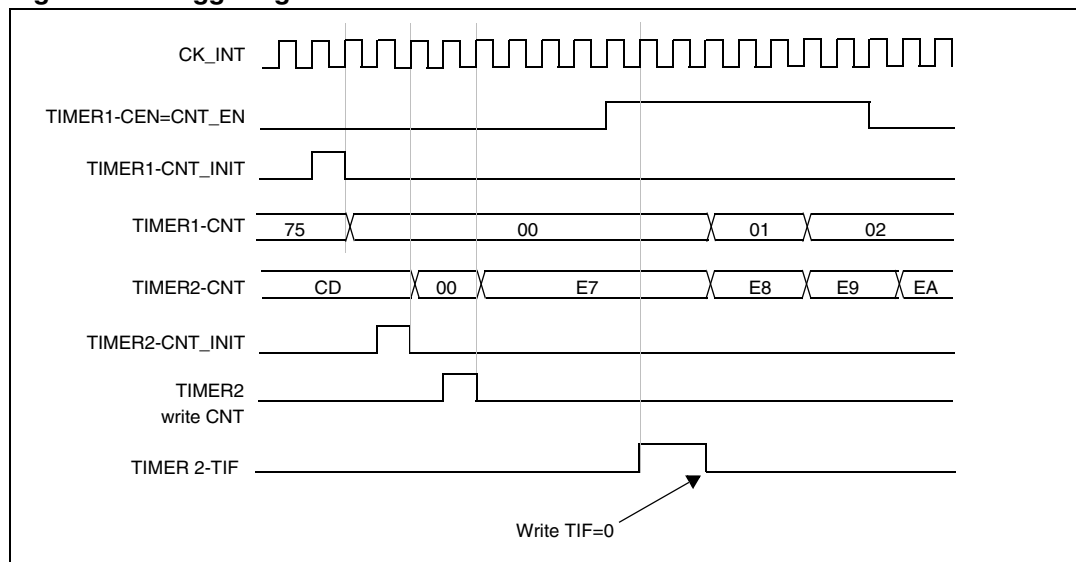 CK_INT
TIMER1-CEN=CNT_EN
TIMER1-CNT_INIT
TIMER1-CNT 75 00 01 02
TIMER2-CNT CD 00 E7 E8 E9 EA
TIMER2-CNT_INIT
TIMER2
write CNT
TIMER 2-TIF
Write TIF=0